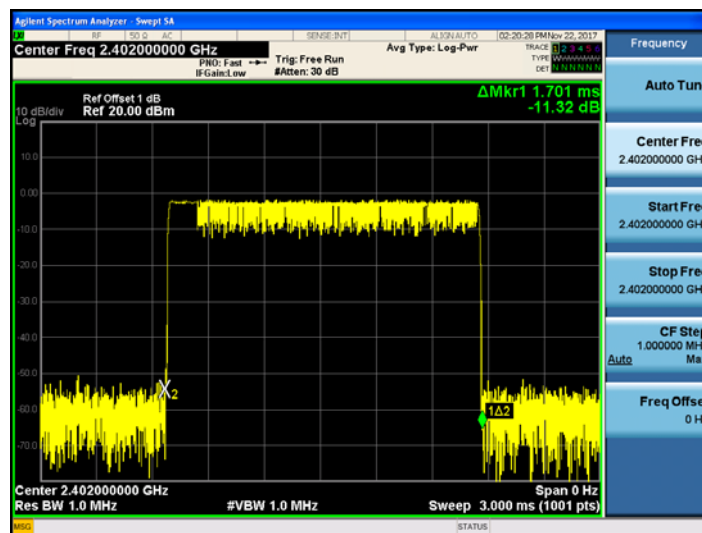 Agilent Spectrum Analyzer - Swept SA
RF 50 Ω AC SENSE:INT ALIGN AUTO 02:20:28 PM Nov 22, 2017
Center Freq 2.402000000 GHz
PNO: Fast
IFGain:Low
Trig: Free Run
#Atten: 30 dB
Avg Type: Log-Pwr
TRACE 1 2 3 4 5 6
TYPE WWWWWW
DET N N N N N N
Frequency
Ref Offset 1 dB
10 dB/div Ref 20.00 dBm
Log
ΔMkr1 1.701 ms
-11.32 dB
10.0
0.00
-10.0
-20.0
-30.0
-40.0
-50.0
-60.0
-70.0
X2
1Δ2
Center 2.402000000 GHz
Span 0 Hz
Res BW 1.0 MHz
#VBW 1.0 MHz
Sweep 3.000 ms (1001 pts)
MSG
STATUS
Auto Tun
Center Fre
2.402000000 GH
Start Fre
2.402000000 GH
Stop Fre
2.402000000 GH
CF Step
1.000000 MH
Auto Ma
Freq Offse
0 H